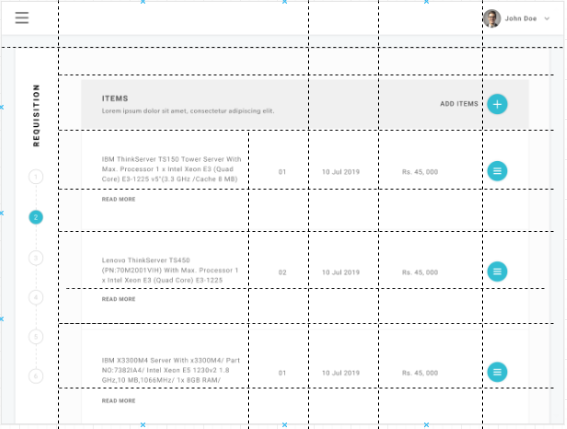 John Doe
REQUISITION
ITEMS
Lorem ipsum dolor sit amet, consectetur adipiscing elit.
ADD ITEMS
1
2
3
4
5
6
IBM ThinkServer TS150 Tower Server With
Max. Processor 1 x Intel Xeon E3 (Quad
Core) E3-1225 v5"(3.3 GHz /Cache 8 MB)
READ MORE
01
10 Jul 2019
Rs. 45, 000
Lenovo ThinkServer TS450
(PN:70M2001VIH) With Max. Processor 1
x Intel Xeon E3 (Quad Core) E3-1225
READ MORE
02
10 Jul 2019
Rs. 45, 000
IBM X3300M4 Server With x3300M4/ Part
NO:7382IA4/ Intel Xeon E5 1230v2 1.8
GHz,10 MB,1066MHz/ 1x 8GB RAM/
READ MORE
01
10 Jul 2019
Rs. 45, 000